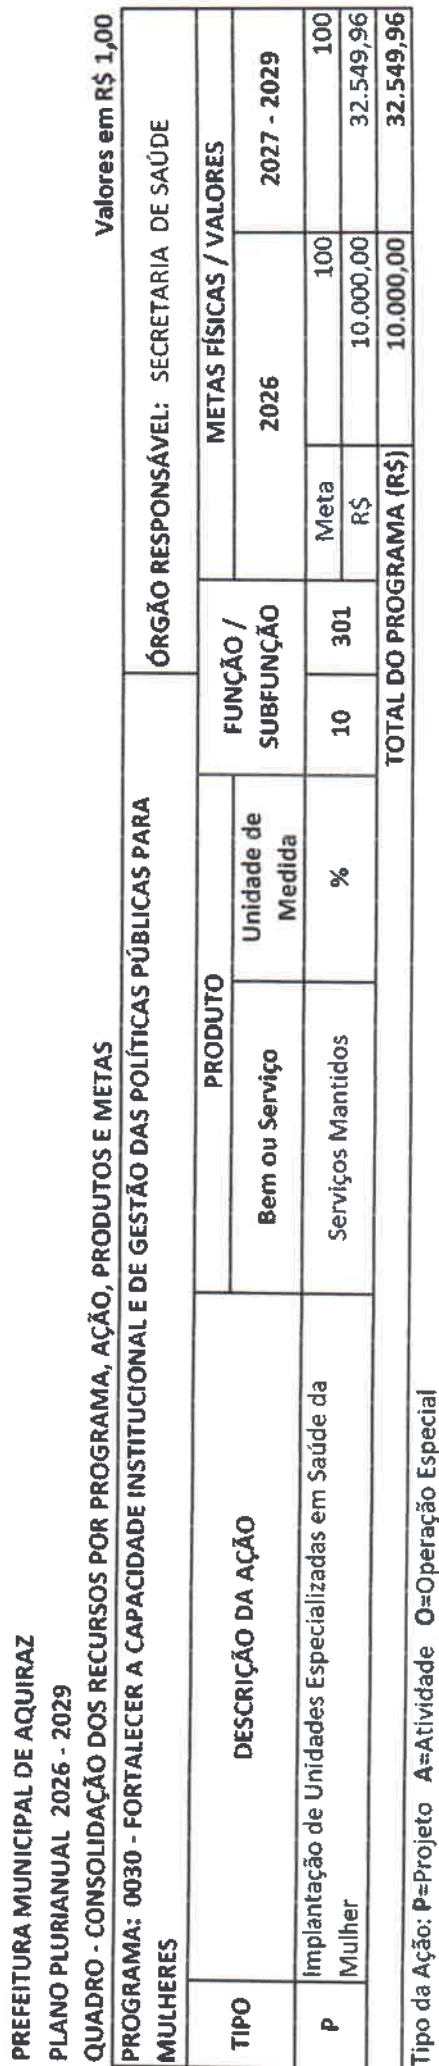 PREFEITURA MUNICIPAL DE AQUIRAZ
PLANO PLURIANUAL 2026 - 2029
QUADRO - CONSOLIDAÇÃO DOS RECURSOS POR PROGRAMA, AÇÃO, PRODUTOS E METAS
Valores em R$ 1,00
PROGRAMA: 0030 - FORTALECER A CAPACIDADE INSTITUCIONAL E DE GESTÃO DAS POLÍTICAS PÚBLICAS PARA
MULHERES
ÓRGÃO RESPONSÁVEL: SECRETARIA DE SAÚDE
TIPO
DESCRIÇÃO DA AÇÃO
PRODUTO
Bem ou Serviço
Unidade de
Medida
FUNÇÃO /
SUBFUNÇÃO
METAS FÍSICAS / VALORES
2026
2027 - 2029
P
Implantação de Unidades Especializadas em Saúde da
Mulher
Serviços Mantidos
%
10
301
Meta
100
100
R$
10.000,00
32.549,96
TOTAL DO PROGRAMA (R$)
10.000,00
32.549,96
Tipo da Ação: P=Projeto A=Atividade O=Operação Especial